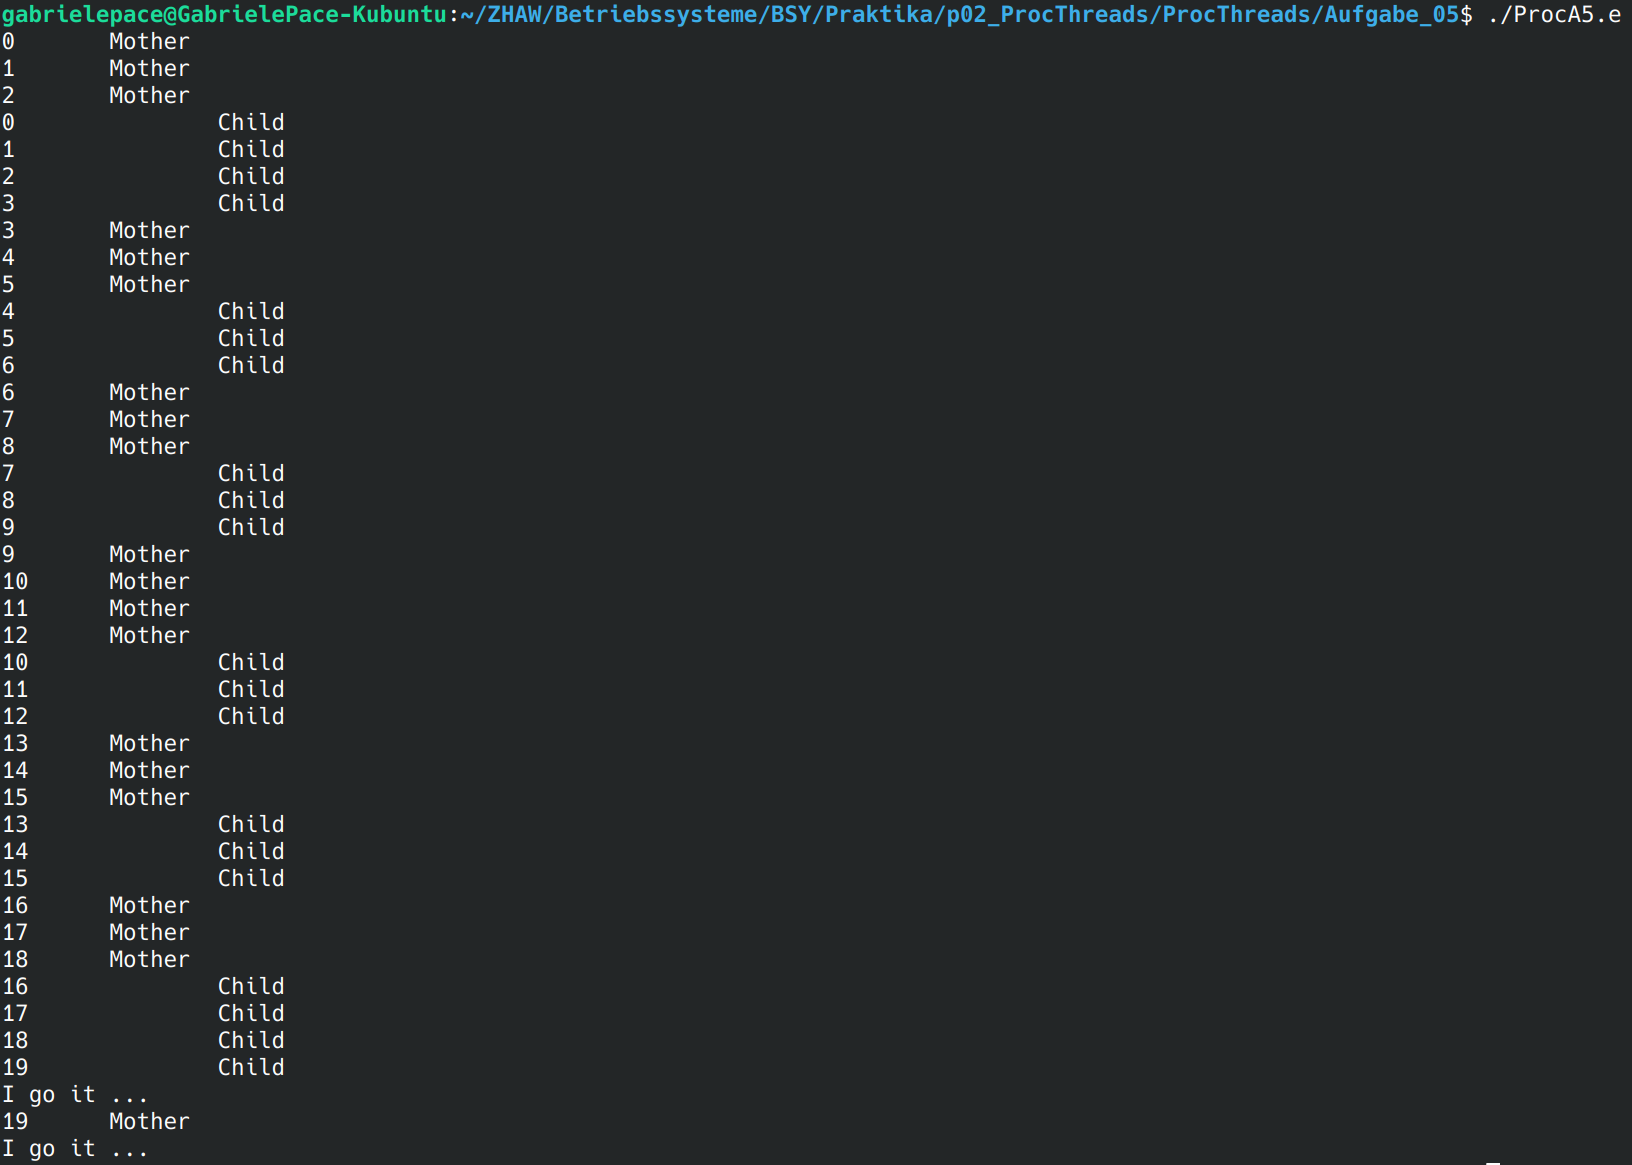 gabrielepace@GabrielePace-Kubuntu:~/ZHAW/Betriebssysteme/BSY/Praktika/p02_ProcThreads/ProcThreads/Aufgabe_05$ ./ProcA5.e
0 Mother
1 Mother
2 Mother
0 Child
1 Child
2 Child
3 Child
3 Mother
4 Mother
5 Mother
4 Child
5 Child
6 Child
6 Mother
7 Mother
8 Mother
7 Child
8 Child
9 Child
9 Mother
10 Mother
11 Mother
12 Mother
10 Child
11 Child
12 Child
13 Mother
14 Mother
15 Mother
13 Child
14 Child
15 Child
16 Mother
17 Mother
18 Mother
16 Child
17 Child
18 Child
19 Child
I go it ...
19 Mother
I go it ...